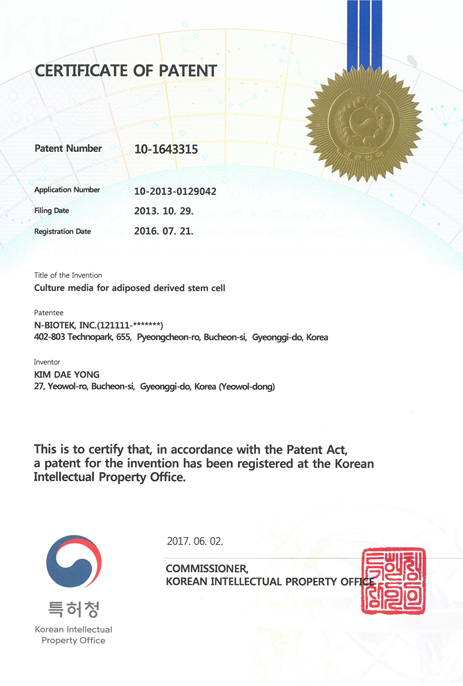 CERTIFICATE OF PATENT
Patent Number 10-1643315
Application Number 10-2013-0129042
Filing Date 2013. 10. 29.
Registration Date 2016. 07. 21.
Title of the Invention
Culture media for adiposed derived stem cell
Patentee
N-BIOTEK, INC.(121111-*******)
402-803 Technopark, 655, Pyeongcheon-ro, Bucheon-si, Gyeonggi-do, Korea
Inventor
KIM DAE YONG
27, Yeowol-ro, Bucheon-si, Gyeonggi-do, Korea (Yeowol-dong)
This is to certify that, in accordance with the Patent Act,
a patent for the invention has been registered at the Korean
Intellectual Property Office.
2017. 06. 02.
COMMISSIONER,
KOREAN INTELLECTUAL PROPERTY OFFICE
특허청
Korean Intellectual
Property Office